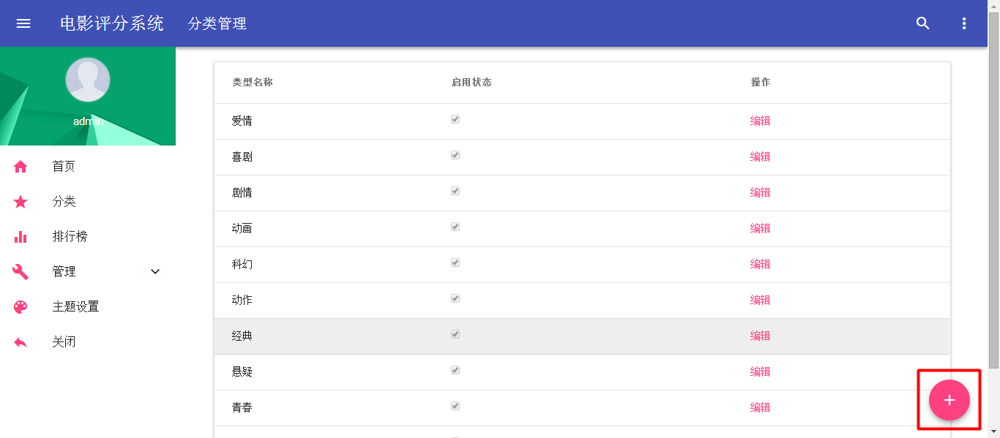 电影评分系统 分类管理
admin
首页
分类
排行榜
管理
主题设置
关闭
类型名称 启用状态 操作
爱情 编辑
喜剧 编辑
剧情 编辑
动画 编辑
科幻 编辑
动作 编辑
经典 编辑
悬疑 编辑
青春 编辑